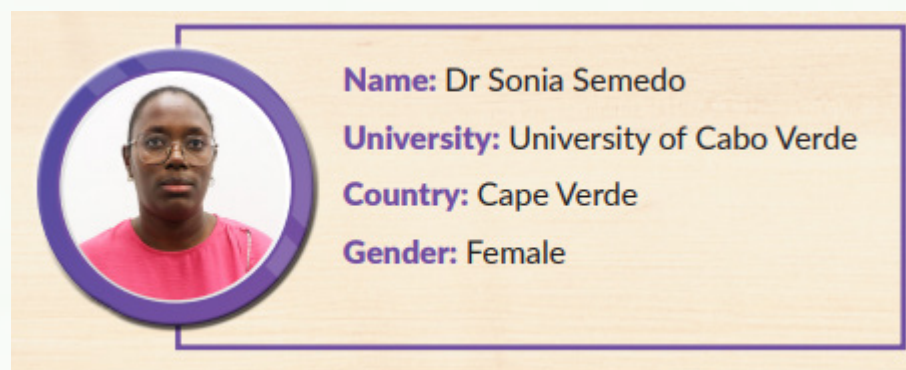 Name: Dr Sonia Semedo
University: University of Cabo Verde
Country: Cape Verde
Gender: Female